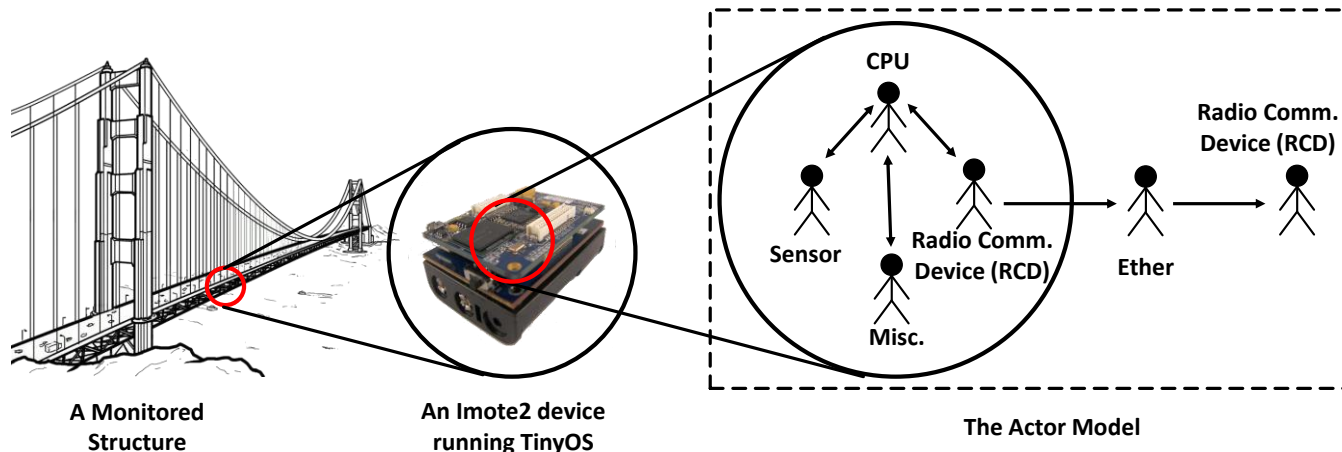 CPU
Radio Comm.
Device (RCD)
Sensor
Radio Comm.
Device (RCD)
Ether
Misc.
A Monitored
Structure
An Imote2 device
running TinyOS
The Actor Model